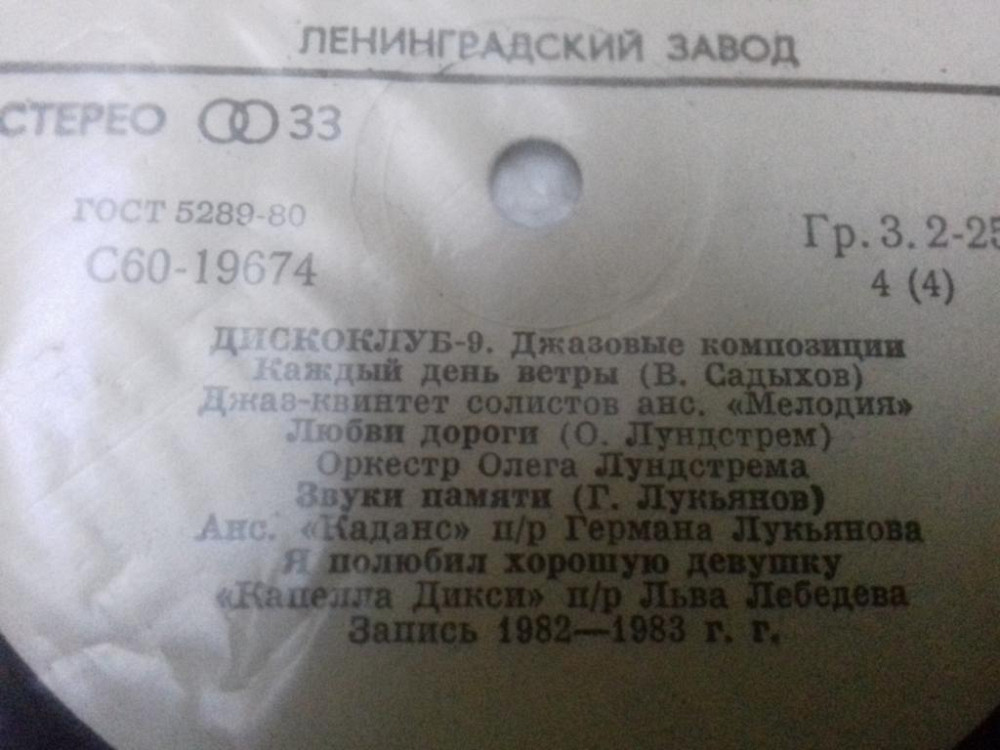 ЛЕНИНГРАДСКИЙ ЗАВОД
СТЕРЕО 33
ГОСТ 5289-80
С60-19674
Гр. 3. 2-25
4 (4)
ДИСКОКЛУБ-9. Джазовые композиции
Каждый день ветры (В. Садыхов)
Джаз-квинтет солистов анс. «Мелодия»
Любви дороги (О. Лундстрем)
Оркестр Олега Лундстрема
Звуки памяти (Г. Лукьянов)
Анс. «Каданс» п/р Германа Лукьянова
Я полюбил хорошую девушку
«Капелла Дикси» п/р Льва Лебедева
Запись 1982—1983 г. г.